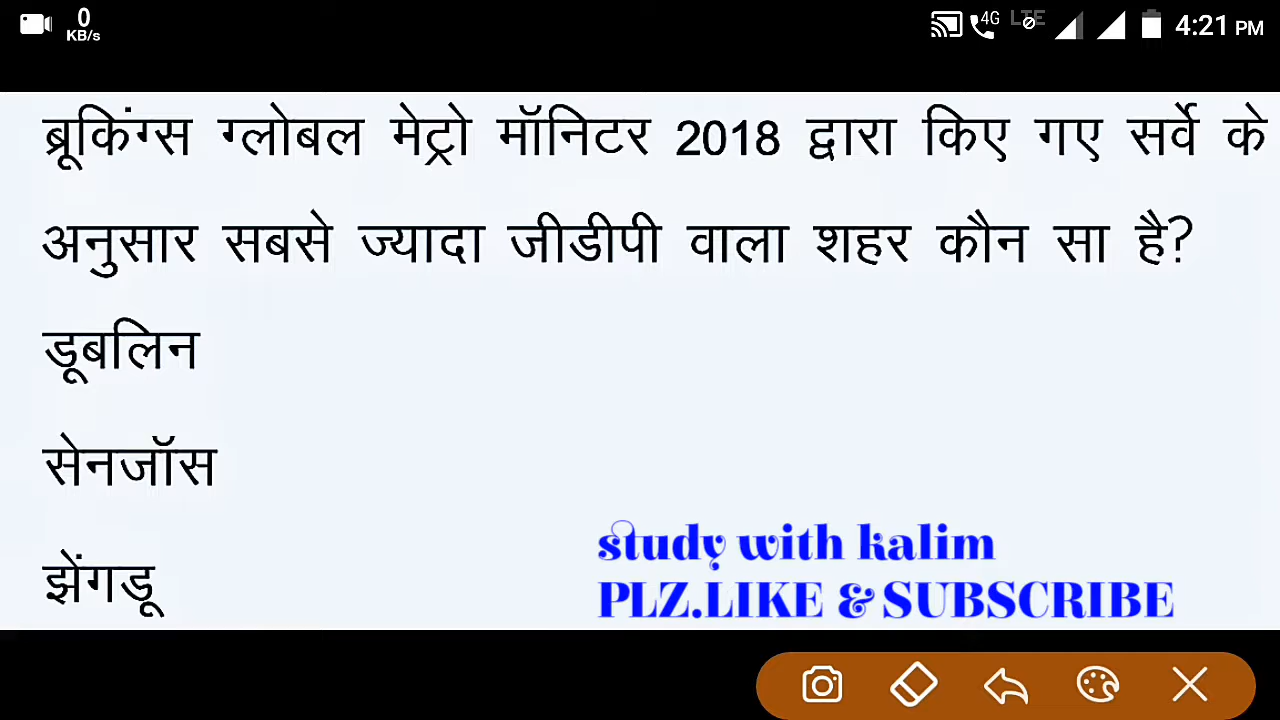 0
KB/s
4G
LTE
4:21 PM
ब्रूकिंग्स ग्लोबल मेट्रो मॉनिटर 2018 द्वारा किए गए सर्वे के
अनुसार सबसे ज्यादा जीडीपी वाला शहर कौन सा है?
डूबलिन
सेनजॉस
झेंगडू
study with kalim
PLZ.LIKE & SUBSCRIBE